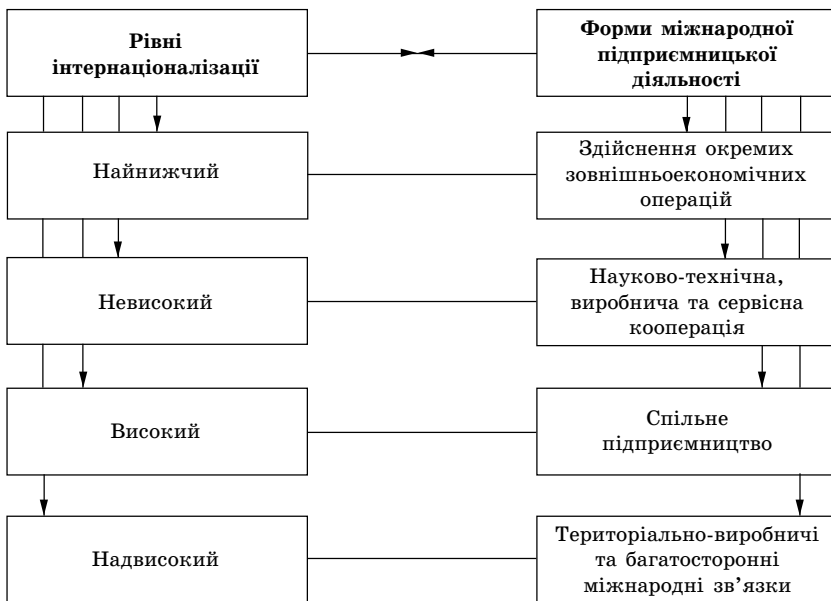 Рівні
інтернаціоналізації
Форми міжнародної
підприємницької
діяльності
Найнижчий
Здійснення окремих
зовнішньоекономічних
операцій
Невисокий
Науково-технічна,
виробнича та сервісна
кооперація
Високий
Спільне
підприємництво
Надвисокий
Територіально-виробничі
та багатосторонні
міжнародні зв’язки